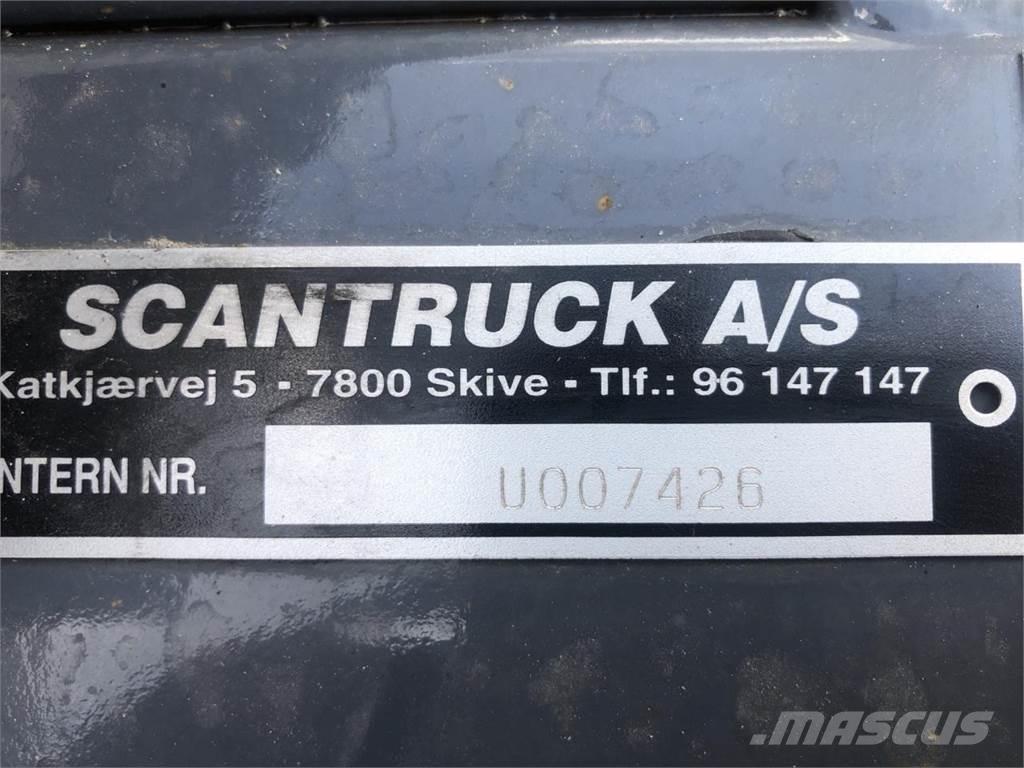 SCANTRUCK A/S
Katkjærvej 5 - 7800 Skive - Tlf.: 96 147 147
NTERN NR.
U007426
MASCUS